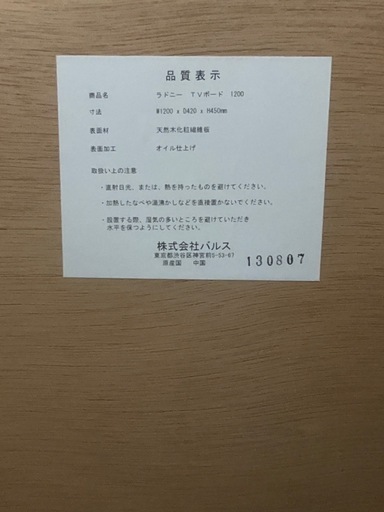 品質表示
商品名 ラドニー TVボード 1200
寸法 W1200 x D420 x H450mm
表面材 天然木化粧繊維板
表面加工 オイル仕上げ
取扱い上の注意
・直射日光、または、熱を持ったものを避けてください。
・加熱したなべや湯沸かしなどを直接置かないでください。
・設置する際、湿気の多いところを避けていただき
水平を保つようにしてください。
株式会社バルス
東京都渋谷区神宮前5-53-67
原産国 中国
130807